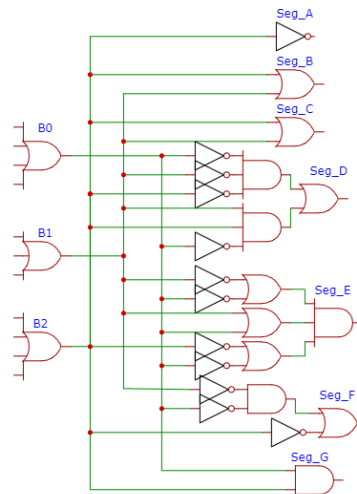 Seg_A
Seg_B
Seg_C
B0
Seg_D
B1
Seg_E
B2
Seg_F
Seg_G